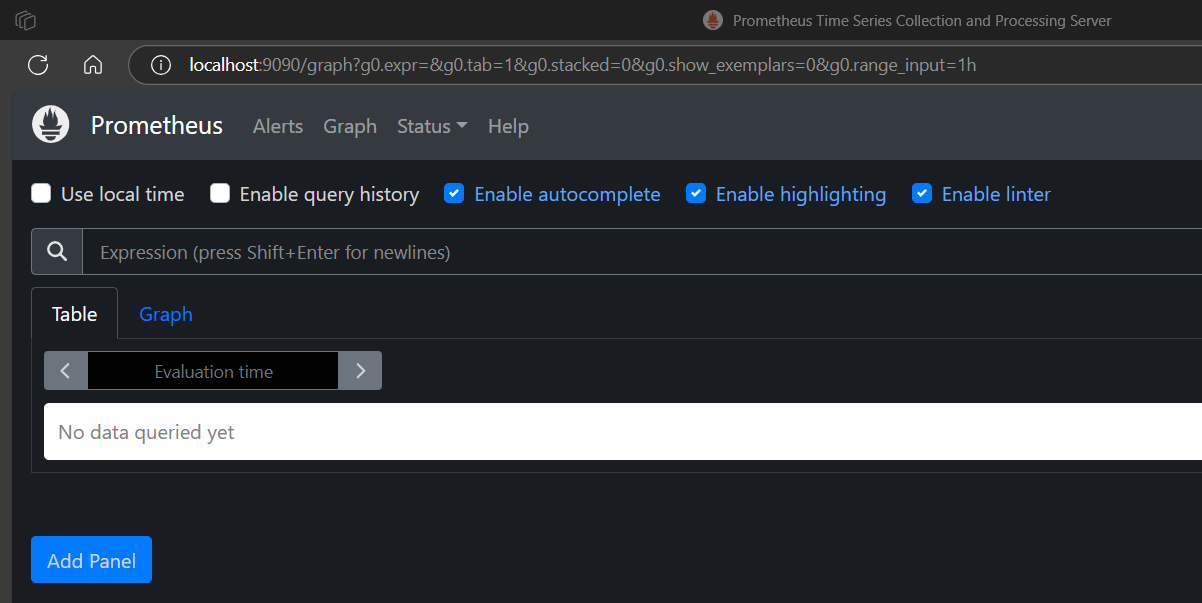 Prometheus Time Series Collection and Processing Server
localhost:9090/graph?g0.expr=&g0.tab=1&g0.stacked=0&g0.show_exemplars=0&g0.range_input=1h
Prometheus Alerts Graph Status Help
Use local time Enable query history Enable autocomplete Enable highlighting Enable linter
Expression (press Shift+Enter for newlines)
Table Graph
Evaluation time
No data queried yet
Add Panel